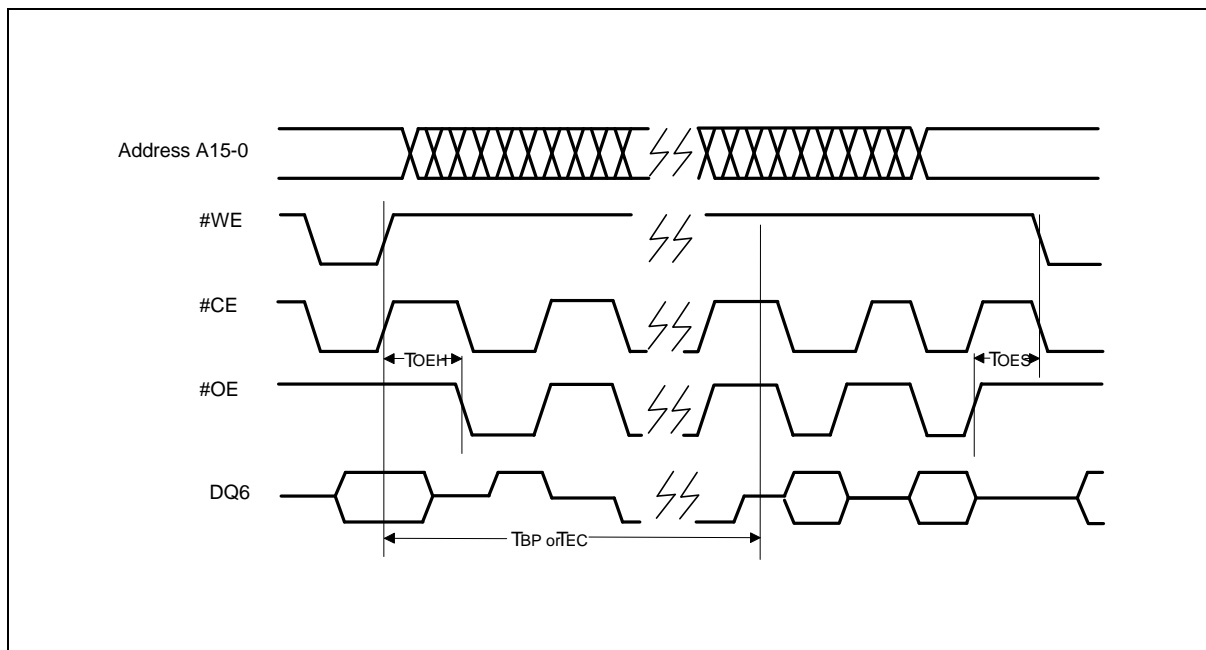 Address A15-0
#WE
#CE
TOEH
TOES
#OE
DQ6
TBP orTEC